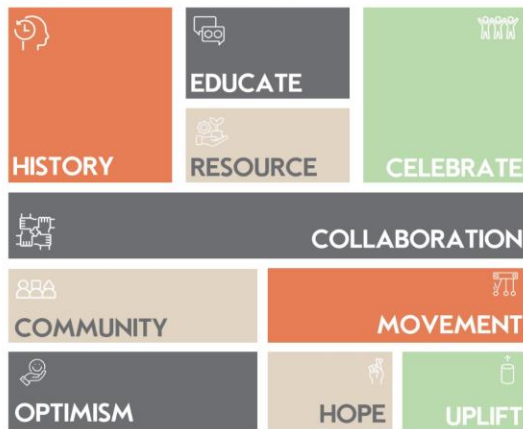 EDUCATE
HISTORY
RESOURCE
CELEBRATE
COLLABORATION
COMMUNITY
MOVEMENT
OPTIMISM
HOPE
UPLIFT